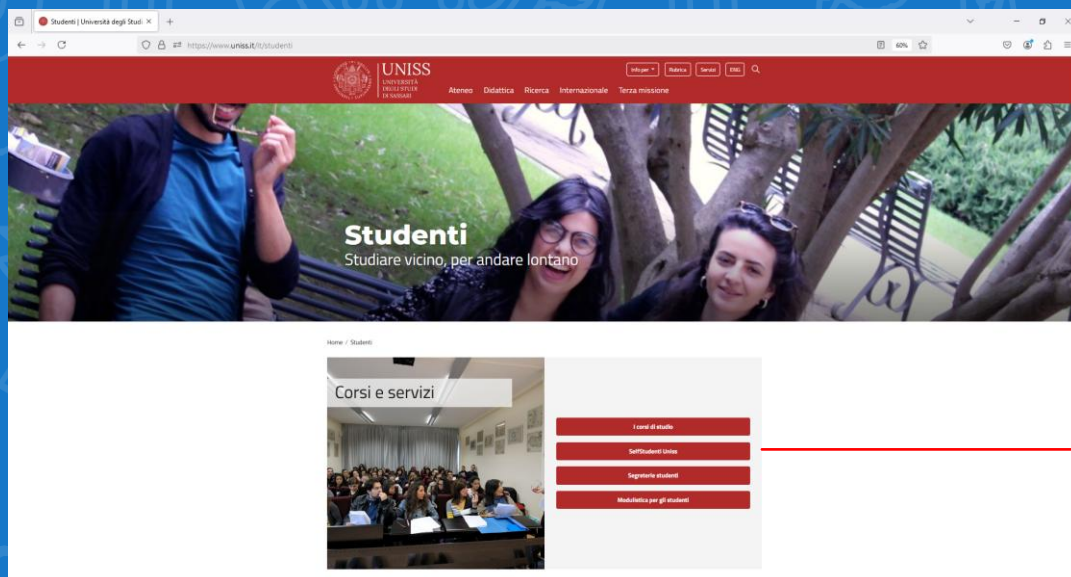 Studenti | Università degli Studi
https://www.uniss.it/it/studenti
60%
UNISS
UNIVERSITÀ
DEGLI STUDI
DI SASSARI
Info per
Rubrica
Servizi
ENG
Ateneo Didattica Ricerca Internazionale Terza missione
Studenti
Studiare vicino, per andare lontano
Home / Studenti
Corsi e servizi
I corsi di studio
SelfStudenti Uniss
Segreterie studenti
Modulistica per gli studenti